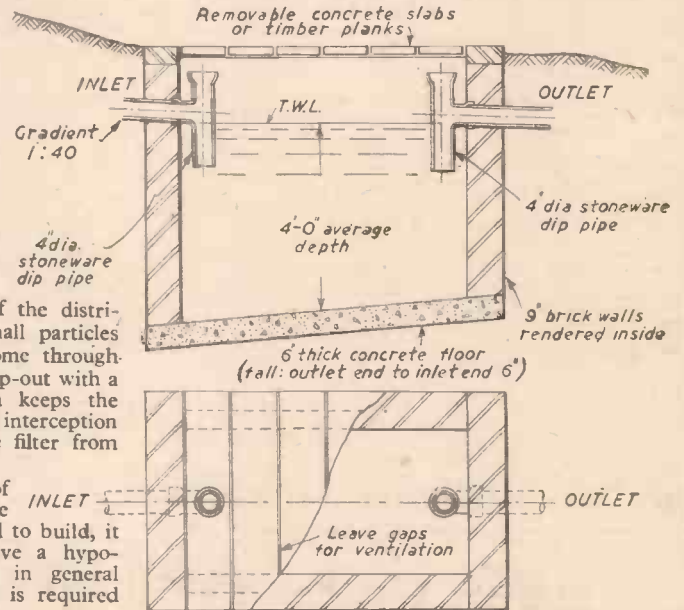 Removable concrete slabs
or timber planks
INLET
OUTLET
T.W.L.
Gradient
1:40
4" dia.
stoneware
dip pipe
4'-0" average
depth
4" dia stoneware
dip pipe
9" brick walls
rendered inside
6" thick concrete floor
(fall: outlet end to inlet end 6")
of the distri-
mall particles
ome through
p-out with a
keeps the
interception
e filter from
of
e
d to build, it
ve a hypo-
in general
is required
INLET
OUTLET
Leave gaps
for ventilation